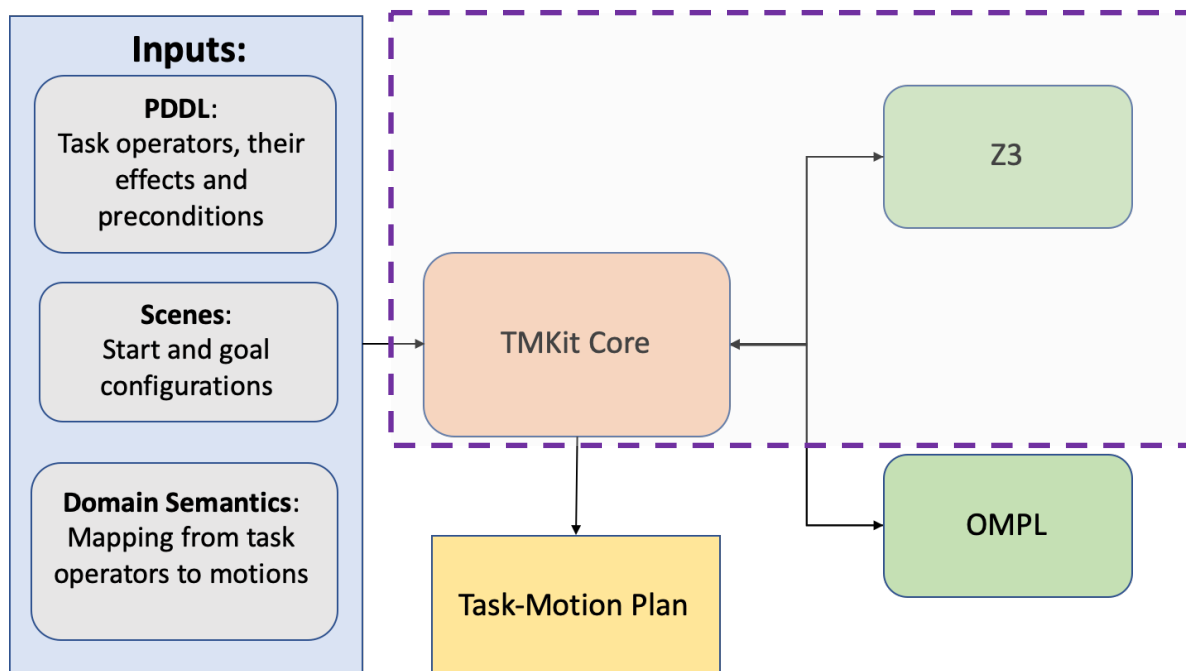 Inputs:
PDDL:
Task operators, their
effects and
preconditions
Scenes:
Start and goal
configurations
Domain Semantics:
Mapping from task
operators to motions
TMKit Core
Z3
OMPL
Task-Motion Plan